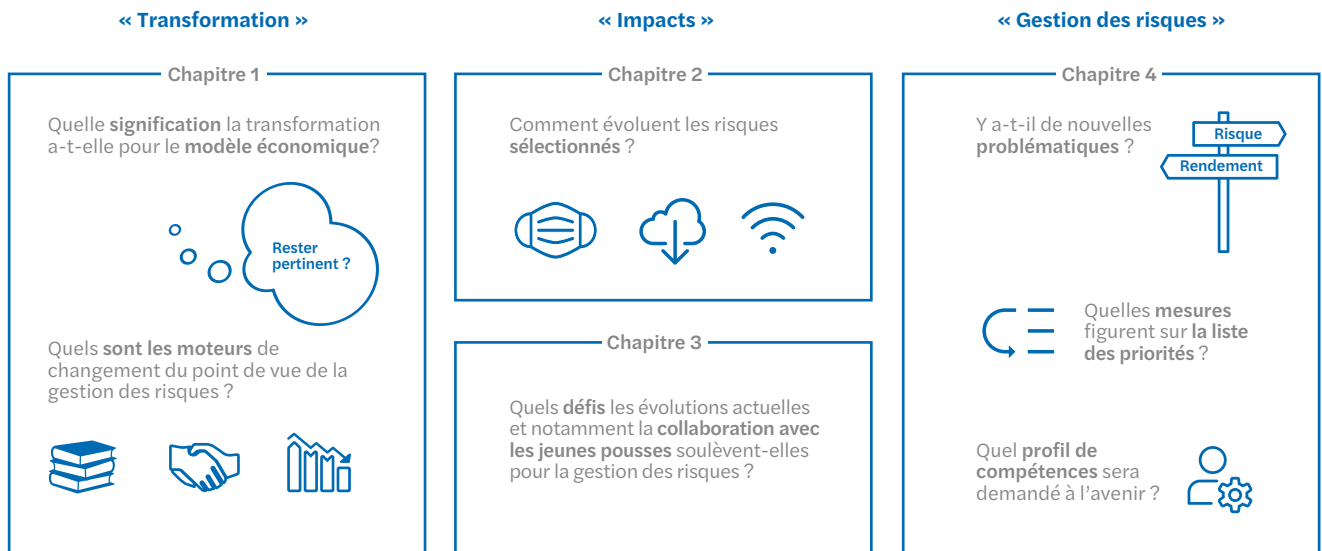 « Transformation »
Chapitre 1
Quelle signification la transformation
a-t-elle pour le modèle économique?
Rester
pertinent ?
Quels sont les moteurs de
changement du point de vue de la
gestion des risques ?
« Impacts »
Chapitre 2
Comment évoluent les risques
sélectionnés ?
Chapitre 3
Quels défis les évolutions actuelles
et notamment la collaboration avec
les jeunes pousses soulèvent-elles
pour la gestion des risques ?
« Gestion des risques »
Chapitre 4
Y a-t-il de nouvelles
problématiques ?
Risque
Rendement
Quelles mesures
figurent sur la liste
des priorités ?
Quel profil de
compétences sera
demandé à l’avenir ?